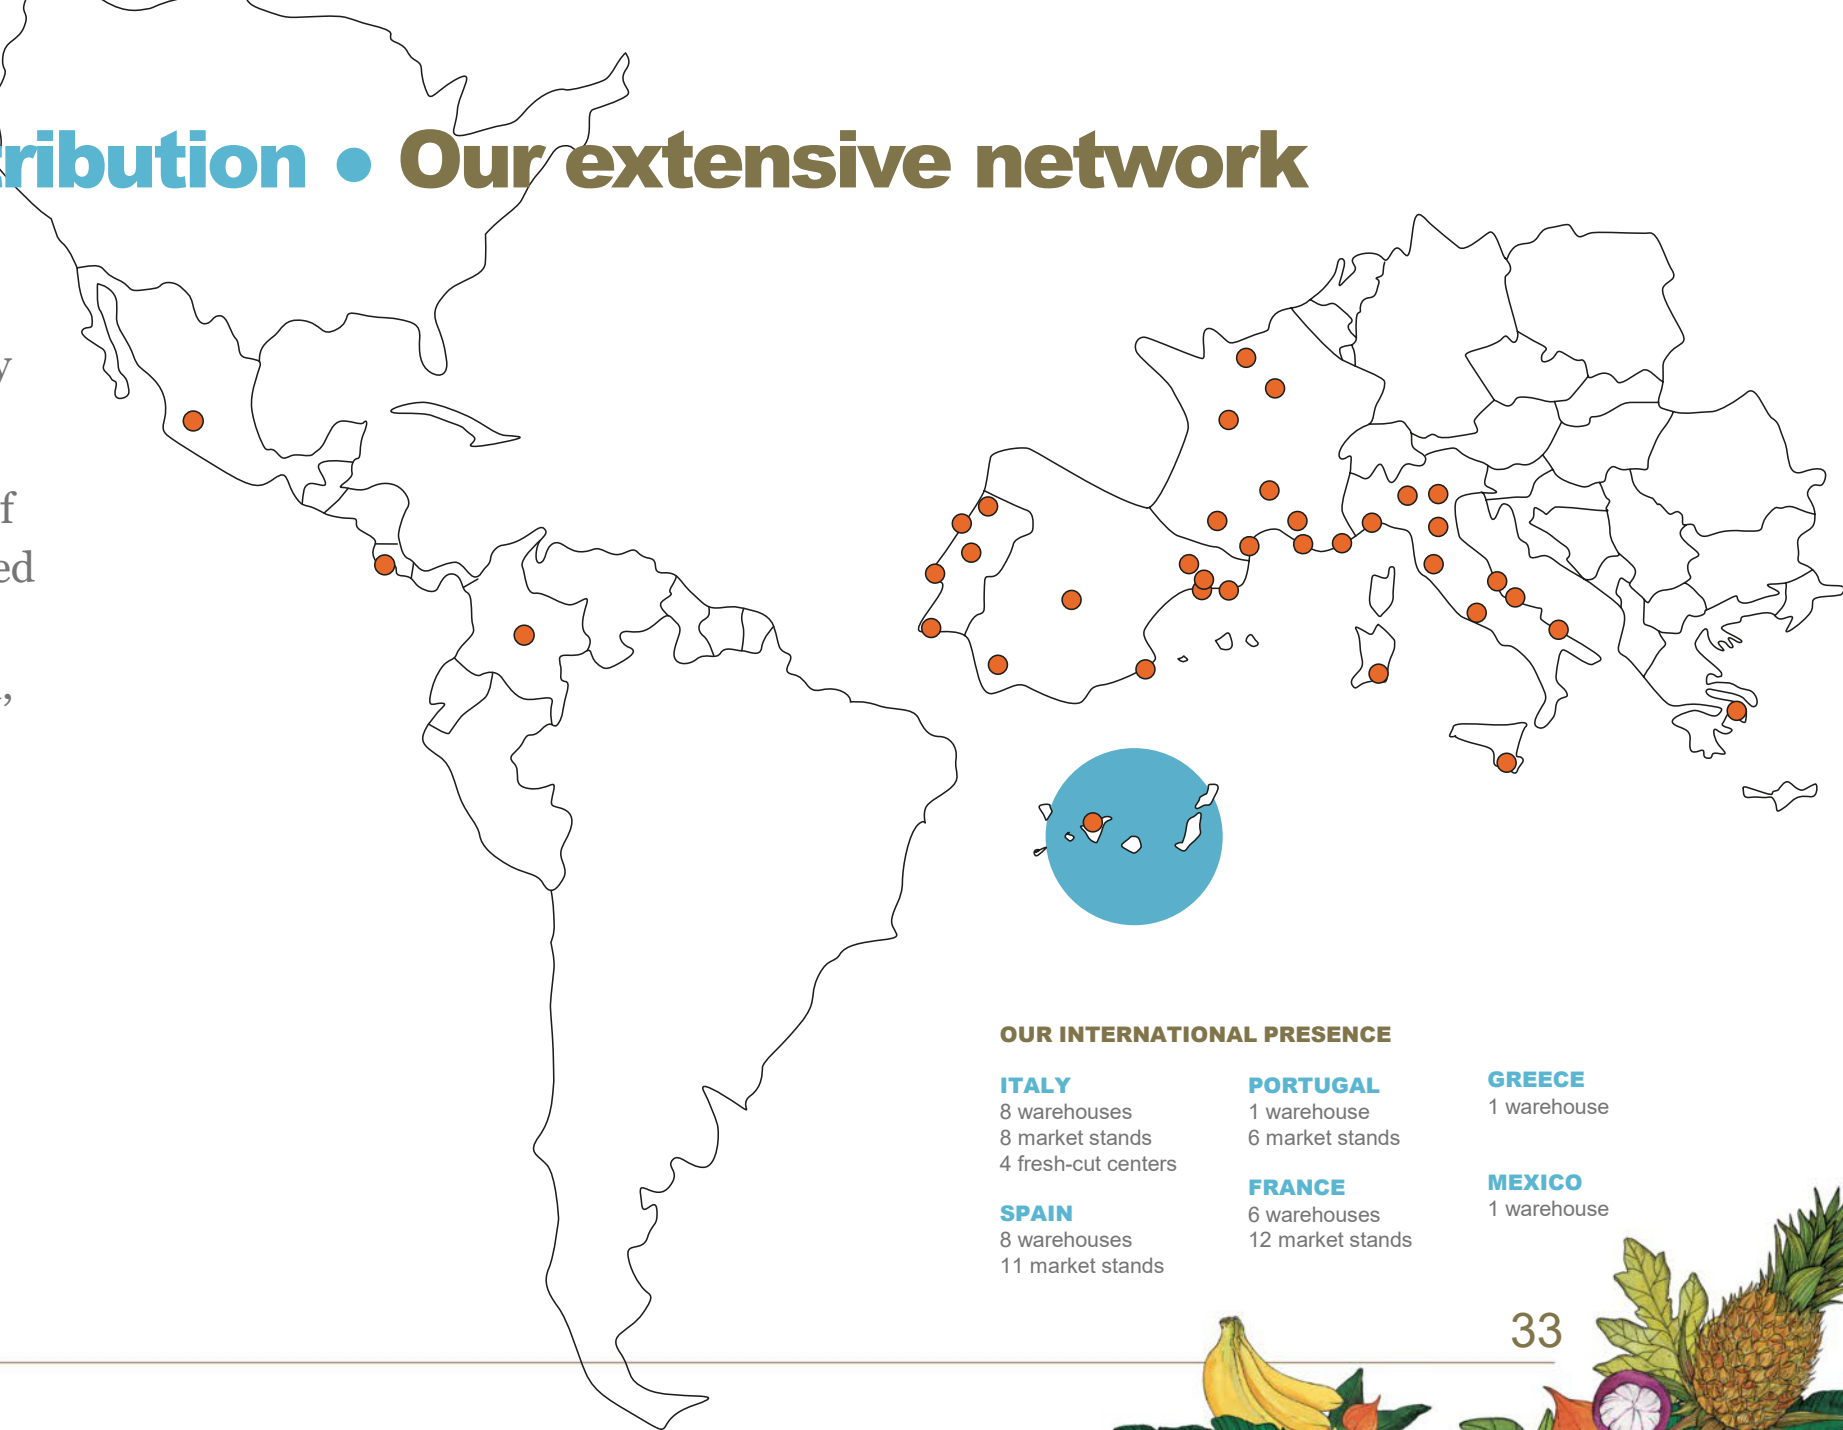 ribution • Our extensive network
y
f
ed
,
OUR INTERNATIONAL PRESENCE
ITALY
8 warehouses
8 market stands
4 fresh-cut centers
SPAIN
8 warehouses
11 market stands
PORTUGAL
1 warehouse
6 market stands
FRANCE
6 warehouses
12 market stands
GREECE
1 warehouse
MEXICO
1 warehouse
33